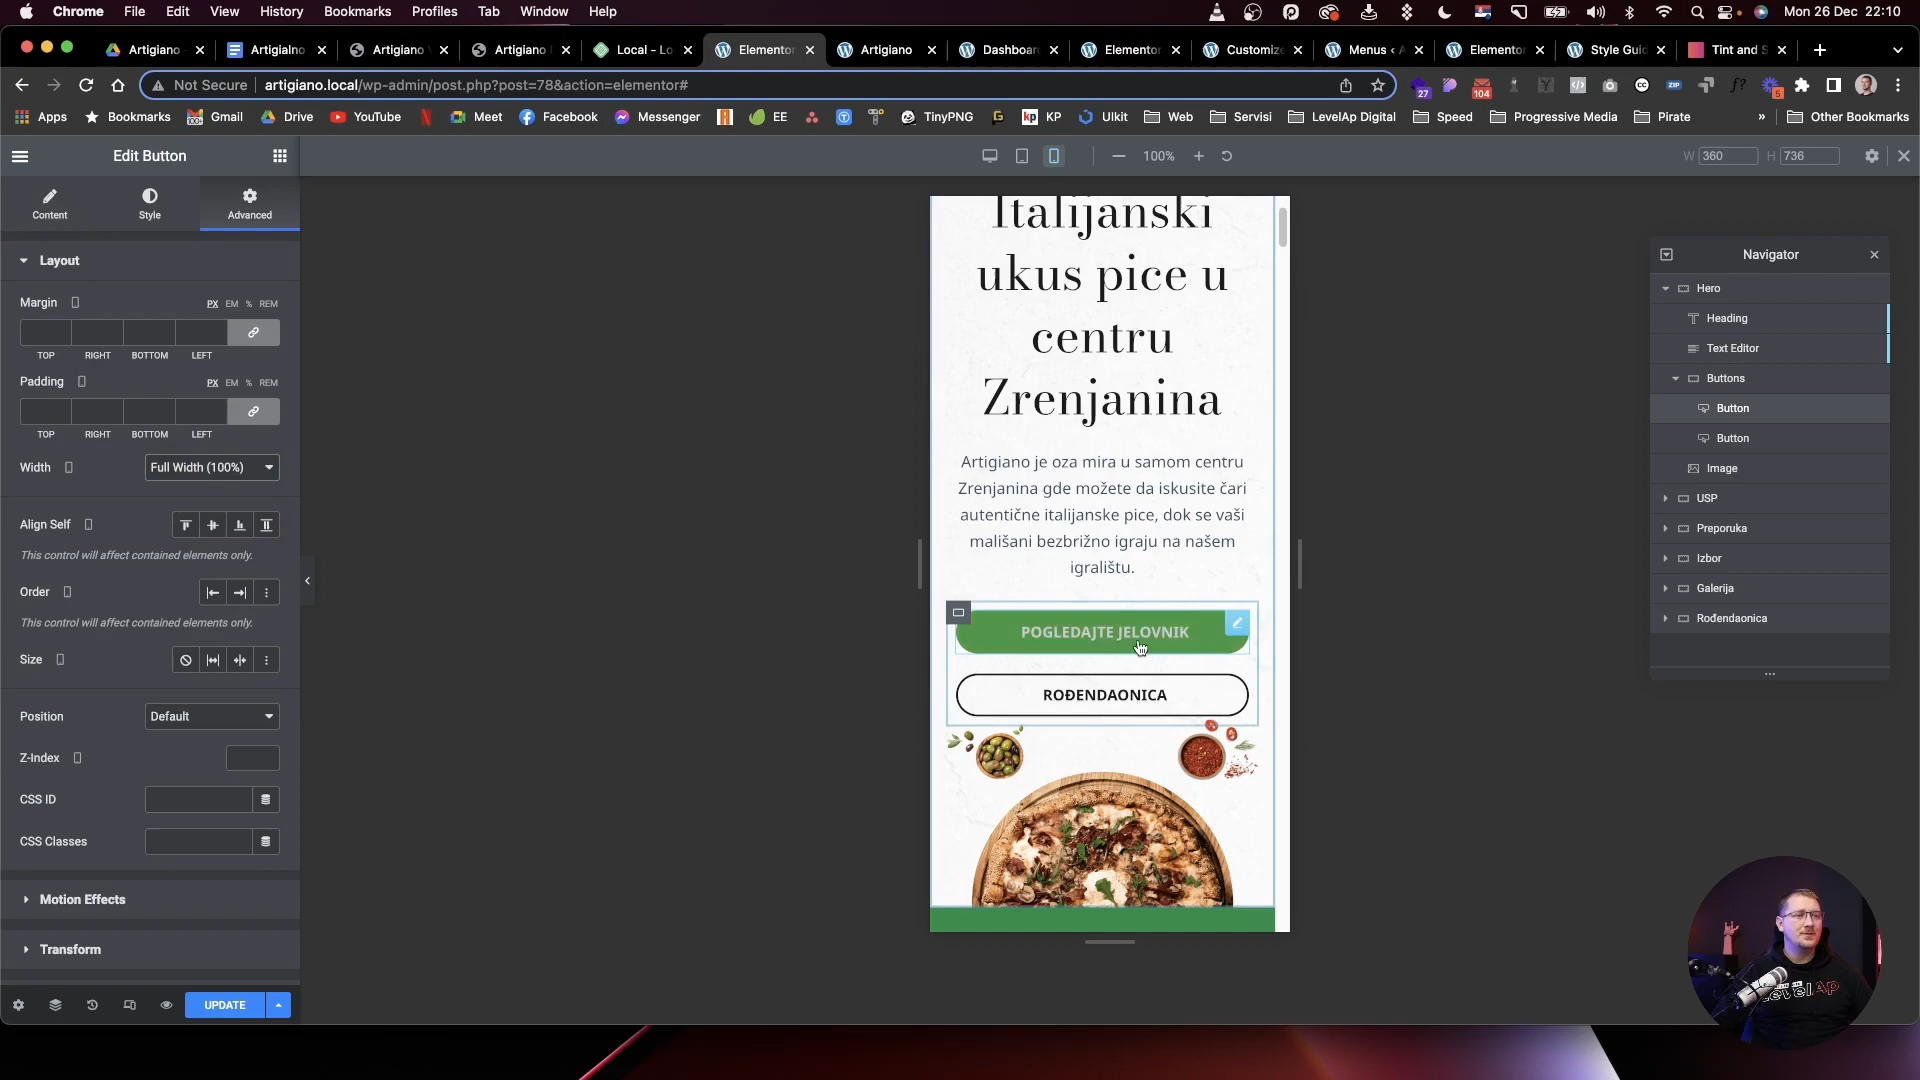 Chrome File Edit View History Bookmarks Profiles Tab Window Help Mon 26 Dec 22:10
Artigiano Artigialno Artigiano Artigiano Local - Lo Elementor Artigiano Dashboar Elementor Customize Menus ‹ A Elementor Style Guid Tint and S
Not Secure artigiano.local/wp-admin/post.php?post=78&action=elementor# 27 104 5
Apps Bookmarks Gmail Drive YouTube Meet Facebook Messenger EE TinyPNG KP UIkit Web Servisi LevelAp Digital Speed Progressive Media Pirate » Other Bookmarks
Edit Button 100% W 360 H 736
Content Style Advanced
Layout
Margin PX EM % REM
TOP RIGHT BOTTOM LEFT
Padding PX EM % REM
TOP RIGHT BOTTOM LEFT
Width Full Width (100%)
Align Self
This control will affect contained elements only.
Order
This control will affect contained elements only.
Size
Position Default
Z-Index
CSS ID
CSS Classes
Motion Effects
Transform
UPDATE
Italijanski
ukus pice u
centru
Zrenjanina
Artigiano je oza mira u samom centru
Zrenjanina gde možete da iskusite čari
autentične italijanske pice, dok se vaši
mališani bezbrižno igraju na našem
igralištu.
POGLEDAJTE JELOVNIK
ROĐENDAONICA
Navigator
Hero
Heading
Text Editor
Buttons
Button
Button
Image
USP
Preporuka
Izbor
Galerija
Rođendaonica
LevelAp